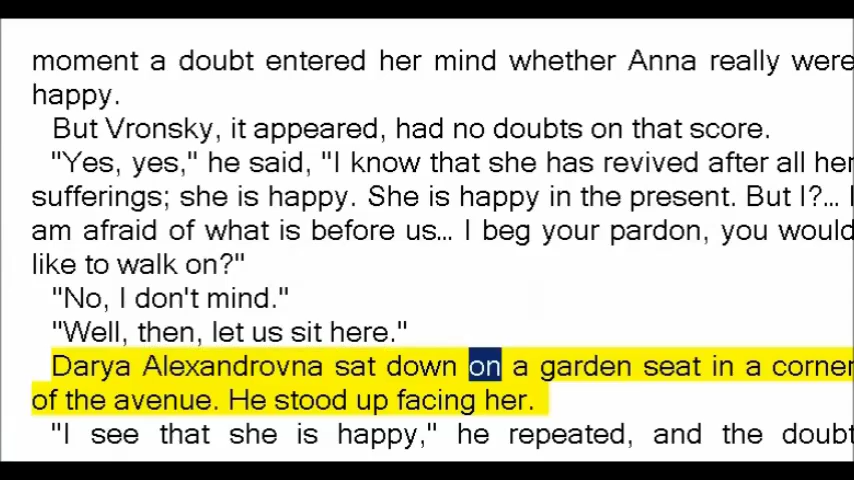 moment a doubt entered her mind whether Anna really were
happy.
But Vronsky, it appeared, had no doubts on that score.
"Yes, yes," he said, "I know that she has revived after all her
sufferings; she is happy. She is happy in the present. But I?... I
am afraid of what is before us... I beg your pardon, you would
like to walk on?"
"No, I don't mind."
"Well, then, let us sit here."
Darya Alexandrovna sat down on a garden seat in a corner
of the avenue. He stood up facing her.
"I see that she is happy," he repeated, and the doubt